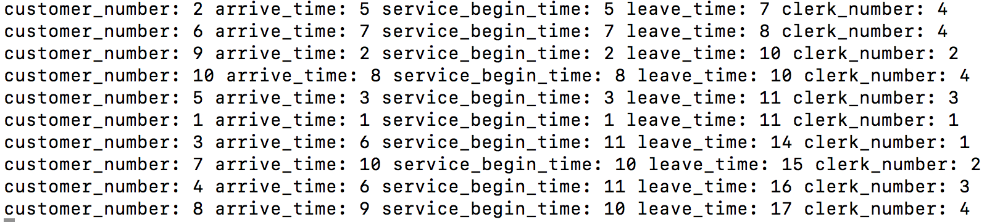 customer_number: 2 arrive_time: 5 service_begin_time: 5 leave_time: 7 clerk_number: 4
customer_number: 6 arrive_time: 7 service_begin_time: 7 leave_time: 8 clerk_number: 4
customer_number: 9 arrive_time: 2 service_begin_time: 2 leave_time: 10 clerk_number: 2
customer_number: 10 arrive_time: 8 service_begin_time: 8 leave_time: 10 clerk_number: 4
customer_number: 5 arrive_time: 3 service_begin_time: 3 leave_time: 11 clerk_number: 3
customer_number: 1 arrive_time: 1 service_begin_time: 1 leave_time: 11 clerk_number: 1
customer_number: 3 arrive_time: 6 service_begin_time: 11 leave_time: 14 clerk_number: 1
customer_number: 7 arrive_time: 10 service_begin_time: 10 leave_time: 15 clerk_number: 2
customer_number: 4 arrive_time: 6 service_begin_time: 11 leave_time: 16 clerk_number: 3
customer_number: 8 arrive_time: 9 service_begin_time: 10 leave_time: 17 clerk_number: 4